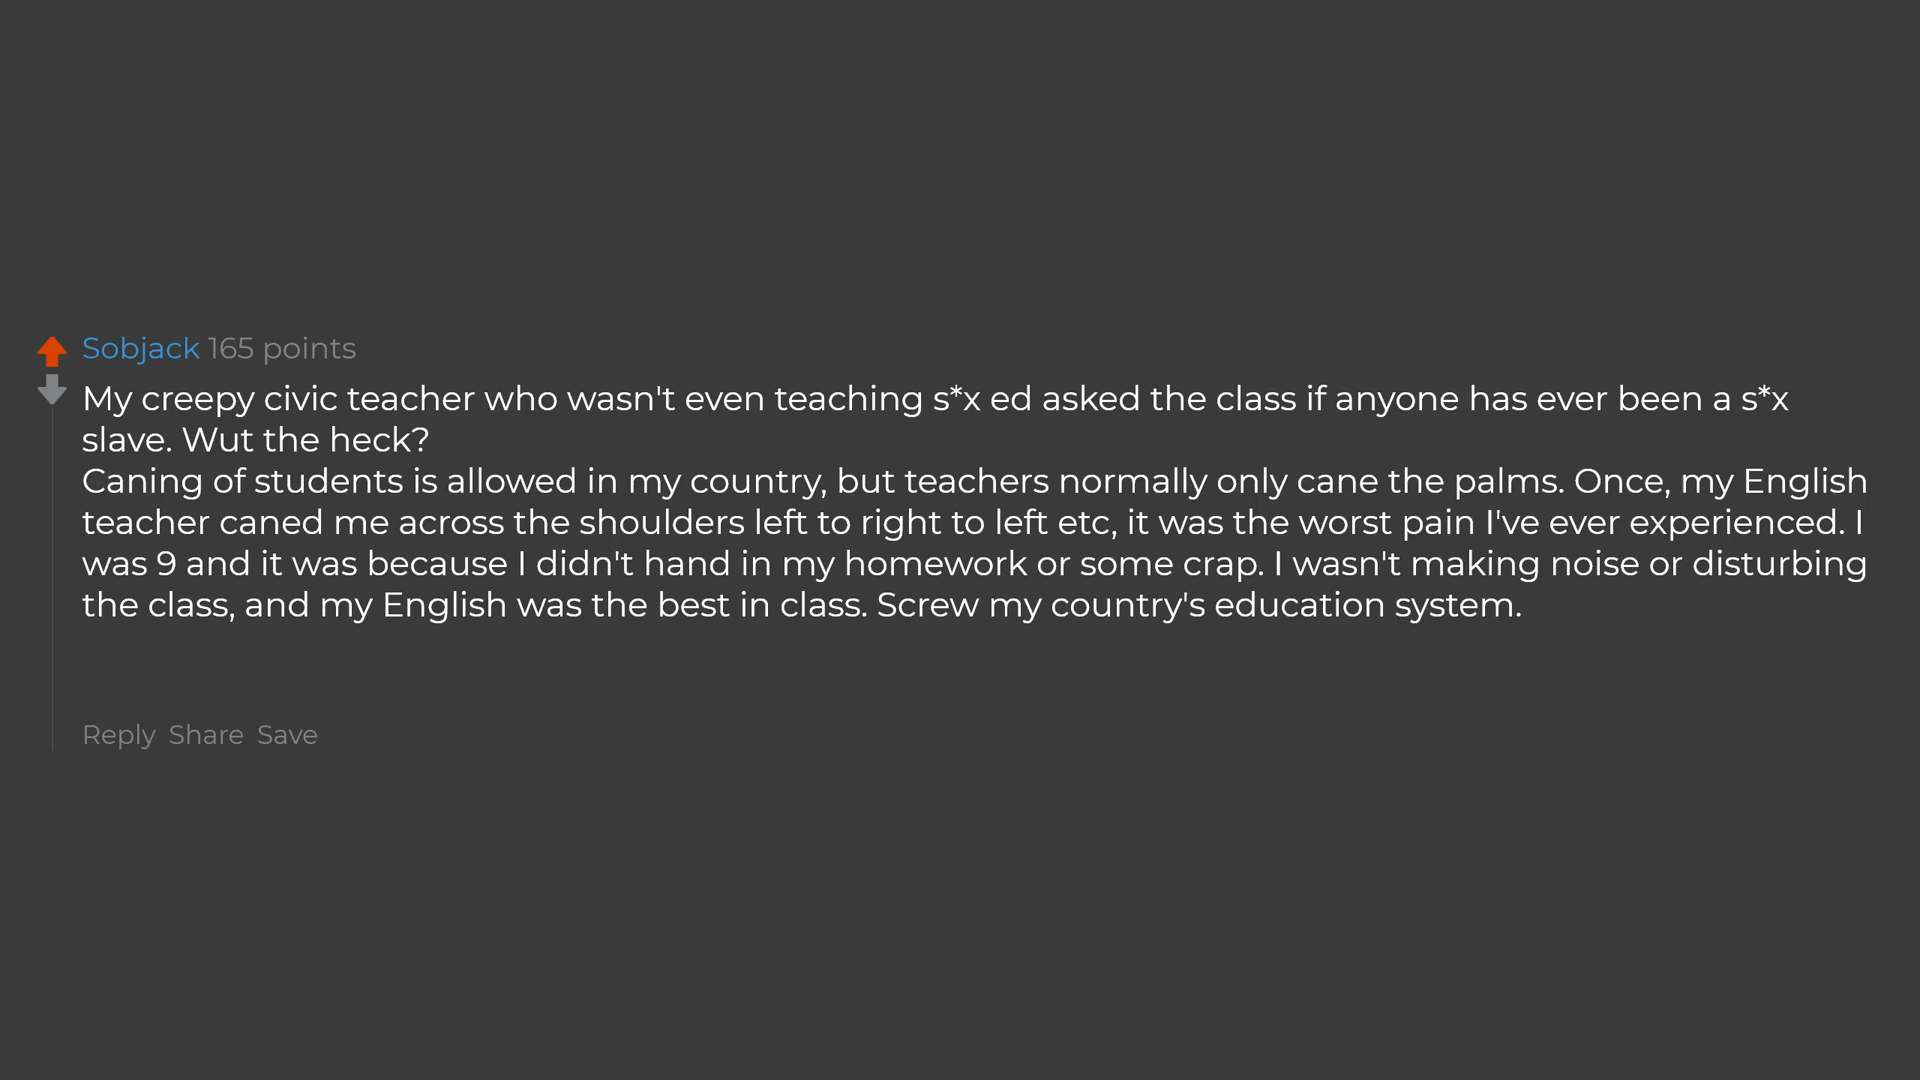 Sobjack 165 points
My creepy civic teacher who wasn't even teaching s*x ed asked the class if anyone has ever been a s*x
slave. Wut the heck?
Caning of students is allowed in my country, but teachers normally only cane the palms. Once, my English
teacher caned me across the shoulders left to right to left etc, it was the worst pain I've ever experienced. I
was 9 and it was because I didn't hand in my homework or some crap. I wasn't making noise or disturbing
the class, and my English was the best in class. Screw my country's education system.
Reply Share Save